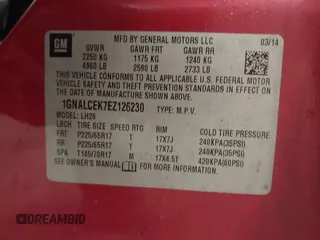 GM
MFD BY GENERAL MOTORS LLC
03/14
GVWR GAWR FRT GAWR RR
2250 KG 1175 KG 1240 KG
4960 LB 2590 LB 2733 LB
THIS VEHICLE CONFORMS TO ALL APPLICABLE U.S. FEDERAL MOTOR
VEHICLE SAFETY AND THEFT PREVENTION STANDARDS IN EFFECT ON
THE DATE OF MANUFACTURE SHOWN ABOVE.
1GNALCEK7EZ126230 TYPE: M.P.V.
MODEL: LHZ6
LOCN TIRE SIZE SPEED RTG RIM COLD TIRE PRESSURE
FRT P225/65R17 T 17X7J 240KPA(35PSI)
RR P225/65R17 T 17X7J 240KPA(35PSI)
SPA T145/70R17 M 17X4.5T 420KPA(60PSI)
SEE OWNER'S MANUAL FOR ADDITIONAL INFORMATION
DREAMBID